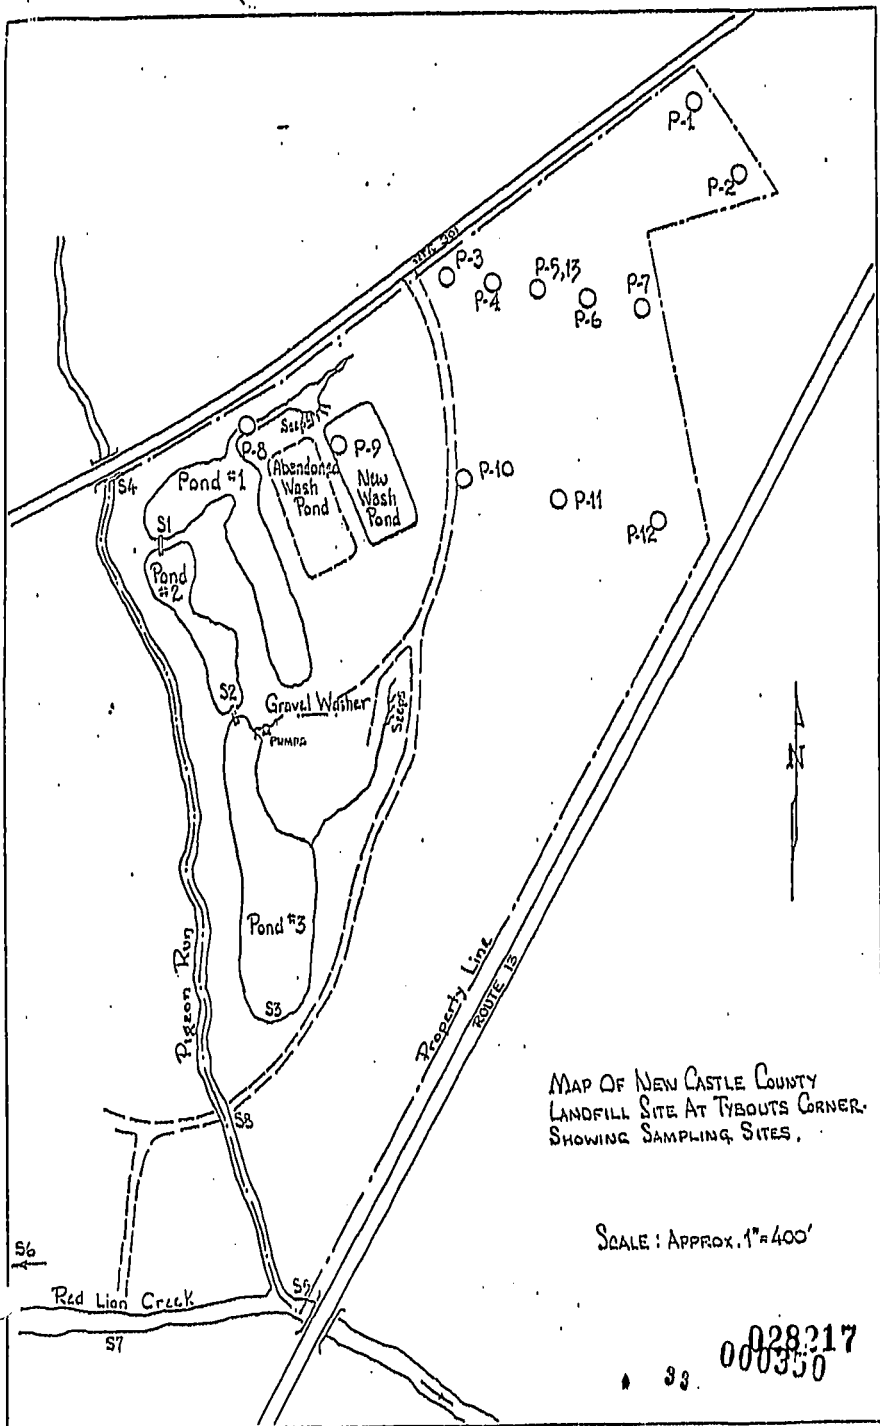 P-1
P-2
RTE. 301
P-3
P-4
P-5,13
P-6
P-7
Seeps
P-8
P-9
Abandoned
Wash
Pond
New
Wash
Pond
Pond #1
P-10
P-11
P-12
S4
S1
Pond
#2
S2
Gravel Washer
Seeps
PUMPS
N
Pond #3
S3
Pigeon Run
Property Line
ROUTE 13
S8
MAP OF NEW CASTLE COUNTY
LANDFILL SITE AT TYBOUTS CORNER.
SHOWING SAMPLING SITES.
SCALE: APPROX. 1"=400'
S6
Red Lion Creek
S5
S7
33.